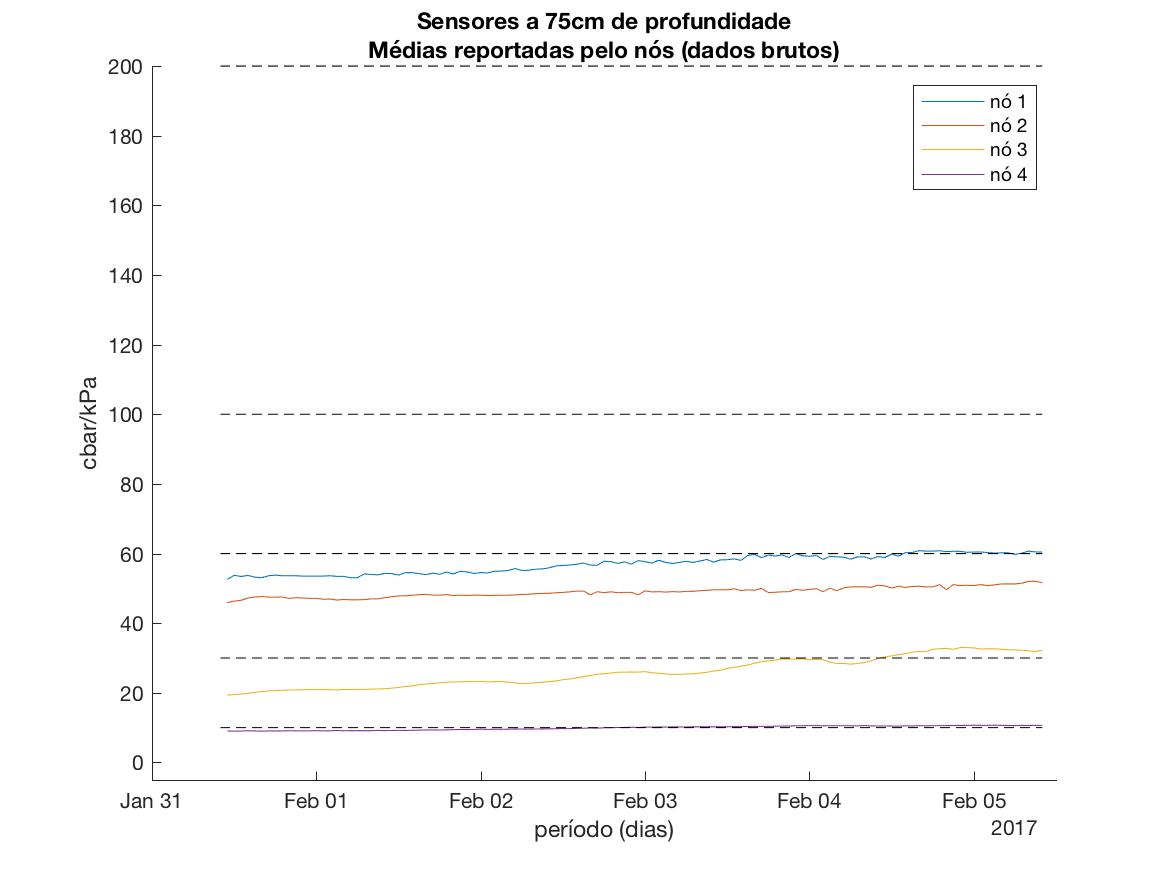 Sensores a 75cm de profundidade
Médias reportadas pelo nós (dados brutos)
200
180
160
140
120
100
80
60
40
20
0
cbar/kPa
nó 1
nó 2
nó 3
nó 4
Jan 31
Feb 01
Feb 02
Feb 03
Feb 04
Feb 05
2017
período (dias)